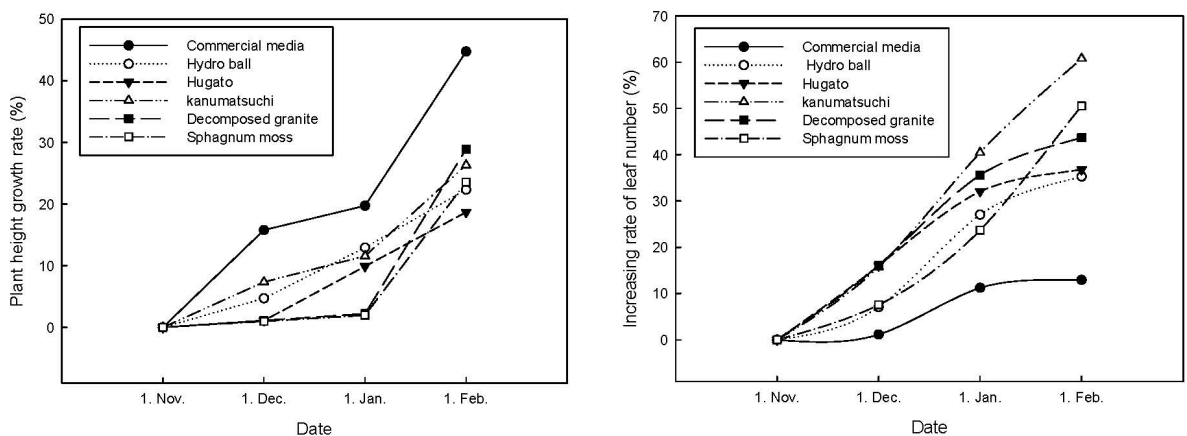 Plant height growth rate (%)
50
40
30
20
10
0
Commercial media
Hydro ball
Hugato
kanumatsuchi
Decomposed granite
Sphagnum moss
1. Nov.
1. Dec.
1. Jan.
1. Feb.
Date
Increasing rate of leaf number (%)
70
60
50
40
30
20
10
0
Commercial media
Hydro ball
Hugato
kanumatsuchi
Decomposed granite
Sphagnum moss
1. Nov.
1. Dec.
1. Jan.
1. Feb.
Date